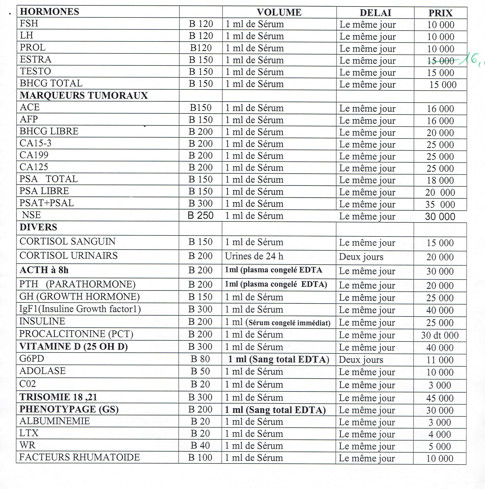 HORMONES VOLUME DELAI PRIX
FSH B 120 1 ml de Sérum Le même jour 10 000
LH B 120 1 ml de Sérum Le même jour 10 000
PROL B120 1 ml de Sérum Le même jour 10 000
ESTRA B 150 1 ml de Sérum Le même jour 15 000 16,
TESTO B 150 1 ml de Sérum Le même jour 15 000
BHCG TOTAL B 150 1 ml de Sérum Le même jour 15 000
MARQUEURS TUMORAUX
ACE B150 1 ml de Sérum Le même jour 16 000
AFP B 150 1 ml de Sérum Le même jour 16 000
BHCG LIBRE B 200 1 ml de Sérum Le même jour 20 000
CA15-3 B 200 1 ml de Sérum Le même jour 25 000
CA199 B 200 1 ml de Sérum Le même jour 25 000
CA125 B 200 1 ml de Sérum Le même jour 25 000
PSA TOTAL B 150 1 ml de Sérum Le même jour 18 000
PSA LIBRE B 150 1 ml de Sérum Le même jour 20 000
PSAT+PSAL B 300 1 ml de Sérum Le même jour 35 000
NSE B 250 1 ml de Sérum Le même jour 30 000
DIVERS
CORTISOL SANGUIN B 150 1 ml de Sérum Le même jour 15 000
CORTISOL URINAIRS B 200 Urines de 24 h Deux jours 20 000
ACTH à 8h B 200 1ml (plasma congelé EDTA Le même jour 30 000
PTH (PARATHORMONE) B 200 1ml (plasma congelé EDTA) Le même jour 20 000
GH (GROWTH HORMONE) B 150 1 ml de Sérum Le même jour 25 000
IgF1(Insuline Growth factor1) B 300 1 ml de Sérum Le même jour 40 000
INSULINE B 200 1 ml (Sérum congelé immédiat) Le même jour 25 000
PROCALCITONINE (PCT) B 200 1 ml de Sérum Le même jour 30 dt 000
VITAMINE D (25 OH D) B 300 1 ml de Sérum Le même jour 40 000
G6PD B 80 1 ml (Sang total EDTA) Deux jours 11 000
ADOLASE B 50 1 ml de Sérum Le même jour 10 000
C02 B 20 1 ml de Sérum Le même jour 3 000
TRISOMIE 18 ,21 B 300 1 ml de Sérum Le même jour 45 000
PHENOTYPAGE (GS) B 200 1 ml (Sang total EDTA) Le même jour 30 000
ALBUMINEMIE B 20 1 ml de Sérum Le même jour 3 000
LTX B 20 1 ml de Sérum Le même jour 4 000
WR B 40 1 ml de Sérum Le même jour 5 000
FACTEURS RHUMATOIDE B 100 1 ml de Sérum Le même jour 10 000